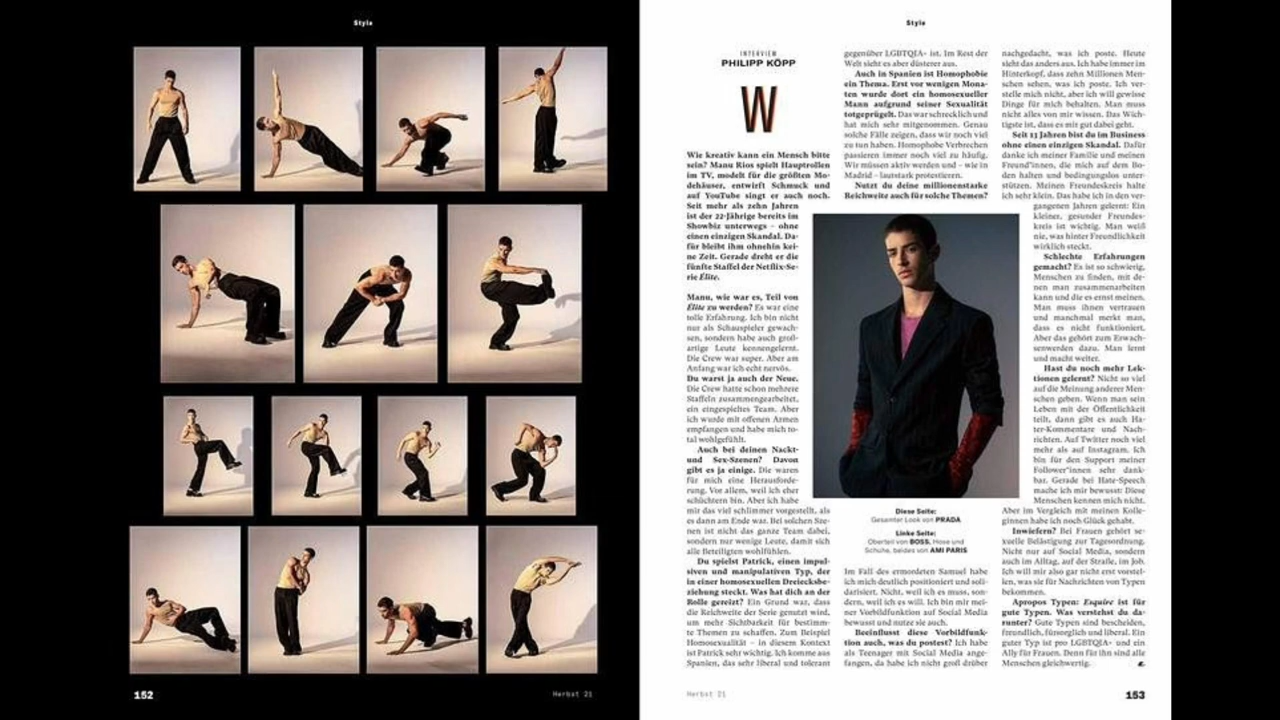 Style
152
Herbst 21
Style
INTERVIEW
PHILIPP KÖPP
W
Wie kreativ kann ein Mensch bitte
sein? Manu Rios spielt Hauptrollen
im TV, modelt für die größten Mo-
dehäuser, entwirft Schmuck und
auf YouTube singt er auch noch.
Seit mehr als zehn Jahren
ist der 22-Jährige bereits im
Showbiz unterwegs – ohne
einen einzigen Skandal. Da-
für bleibt ihm ohnehin kei-
ne Zeit. Gerade dreht er die
fünfte Staffel der Netflix-Se-
rie Élite.
Manu, wie war es, Teil von
Élite zu werden? Es war eine
tolle Erfahrung. Ich bin nicht
nur als Schauspieler gewach-
sen, sondern habe auch groß-
artige Leute kennengelernt.
Die Crew war super. Aber am
Anfang war ich echt nervös.
Du warst ja auch der Neue.
Die Crew hatte schon mehrere
Staffeln zusammengearbeitet,
ein eingespieltes Team. Aber
ich wurde mit offenen Armen
empfangen und habe mich to-
tal wohlgefühlt.
Auch bei deinen Nackt-
und Sex-Szenen? Davon
gibt es ja einige. Die waren
für mich eine Herausforde-
rung. Vor allem, weil ich eher
schüchtern bin. Aber ich habe
mir das viel schlimmer vorgestellt, als
es dann am Ende war. Bei solchen Sze-
nen ist nicht das ganze Team dabei,
sondern nur wenige Leute, damit sich
alle Beteiligten wohlfühlen.
Du spielst Patrick, einen impul-
siven und manipulativen Typ, der
in einer homosexuellen Dreiecksbe-
ziehung steckt. Was hat dich an der
Rolle gereizt? Ein Grund war, dass
die Reichweite der Serie genutzt wird,
um mehr Sichtbarkeit für bestimm-
te Themen zu schaffen. Zum Beispiel
Homosexualität – in diesem Kontext
ist Patrick sehr wichtig. Ich komme aus
Spanien, das sehr liberal und tolerant
gegenüber LGBTQIA+ ist. Im Rest der
Welt sieht es aber düsterer aus.
Auch in Spanien ist Homophobie
ein Thema. Erst vor wenigen Mona-
ten wurde dort ein homosexueller
Mann aufgrund seiner Sexualität
totgeprügelt. Das war schrecklich und
hat mich sehr mitgenommen. Genau
solche Fälle zeigen, dass wir noch viel
zu tun haben. Homophobe Verbrechen
passieren immer noch viel zu häufig.
Wir müssen aktiv werden und – wie in
Madrid – lautstark protestieren.
Nutzt du deine millionenstarke
Reichweite auch für solche Themen?
Diese Seite:
Gesamter Look von PRADA
Linke Seite:
Oberteil von BOSS, Hose und
Schuhe, beides von AMI PARIS
Im Fall des ermordeten Samuel habe
ich mich deutlich positioniert und soli-
darisiert. Nicht, weil ich es muss, son-
dern, weil ich es will. Ich bin mir mei-
ner Vorbildfunktion auf Social Media
bewusst und nutze sie auch.
Beeinflusst diese Vorbildfunk-
tion auch, was du postest? Ich habe
als Teenager mit Social Media ange-
fangen, da habe ich nicht groß drüber
nachgedacht, was ich poste. Heute
sieht das anders aus. Ich habe immer im
Hinterkopf, dass zehn Millionen Men-
schen sehen, was ich poste. Ich ver-
stelle mich nicht, aber ich will gewisse
Dinge für mich behalten. Man muss
nicht alles von mir wissen. Das Wich-
tigste ist, dass es mir gut dabei geht.
Seit 13 Jahren bist du im Business
ohne einen einzigen Skandal. Dafür
danke ich meiner Familie und meinen
Freund*innen, die mich auf dem Bo-
den halten und bedingungslos unter-
stützen. Meinen Freundeskreis halte
ich sehr klein. Das habe ich in den ver-
gangenen Jahren gelernt: Ein
kleiner, gesunder Freundes-
kreis ist wichtig. Man weiß
nie, was hinter Freundlichkeit
wirklich steckt.
Schlechte Erfahrungen
gemacht? Es ist so schwierig,
Menschen zu finden, mit de-
nen man zusammenarbeiten
kann und die es ernst meinen.
Man muss ihnen vertrauen
und manchmal merkt man,
dass es nicht funktioniert.
Aber das gehört zum Erwach-
senwerden dazu. Man lernt
und macht weiter.
Hast du noch mehr Lek-
tionen gelernt? Nicht so viel
auf die Meinung anderer Men-
schen geben. Wenn man sein
Leben mit der Öffentlichkeit
teilt, dann gibt es auch Ha-
ter-Kommentare und Nach-
richten. Auf Twitter noch viel
mehr als auf Instagram. Ich
bin für den Support meiner
Follower*innen sehr dank-
bar. Gerade bei Hate-Speech
mache ich mir bewusst: Diese
Menschen kennen mich nicht.
Aber im Vergleich mit meinen Kolle-
ginnen habe ich noch Glück gehabt.
Inwiefern? Bei Frauen gehört se-
xuelle Belästigung zur Tagesordnung.
Nicht nur auf Social Media, sondern
auch im Alltag, auf der Straße, im Job.
Ich will mir also gar nicht erst vorstel-
len, was sie für Nachrichten von Typen
bekommen.
Apropos Typen: Esquire ist für
gute Typen. Was verstehst du da-
runter? Gute Typen sind bescheiden,
freundlich, fürsorglich und liberal. Ein
guter Typ ist pro LGBTQIA+ und ein
Ally für Frauen. Denn für ihn sind alle
Menschen gleichwertig.
Herbst 21
153